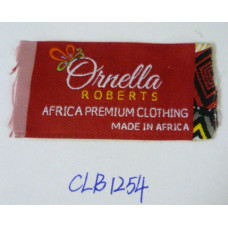 Ornella
ROBERTS
AFRICA PREMIUM CLOTHING
MADE IN AFRICA
CLB1254